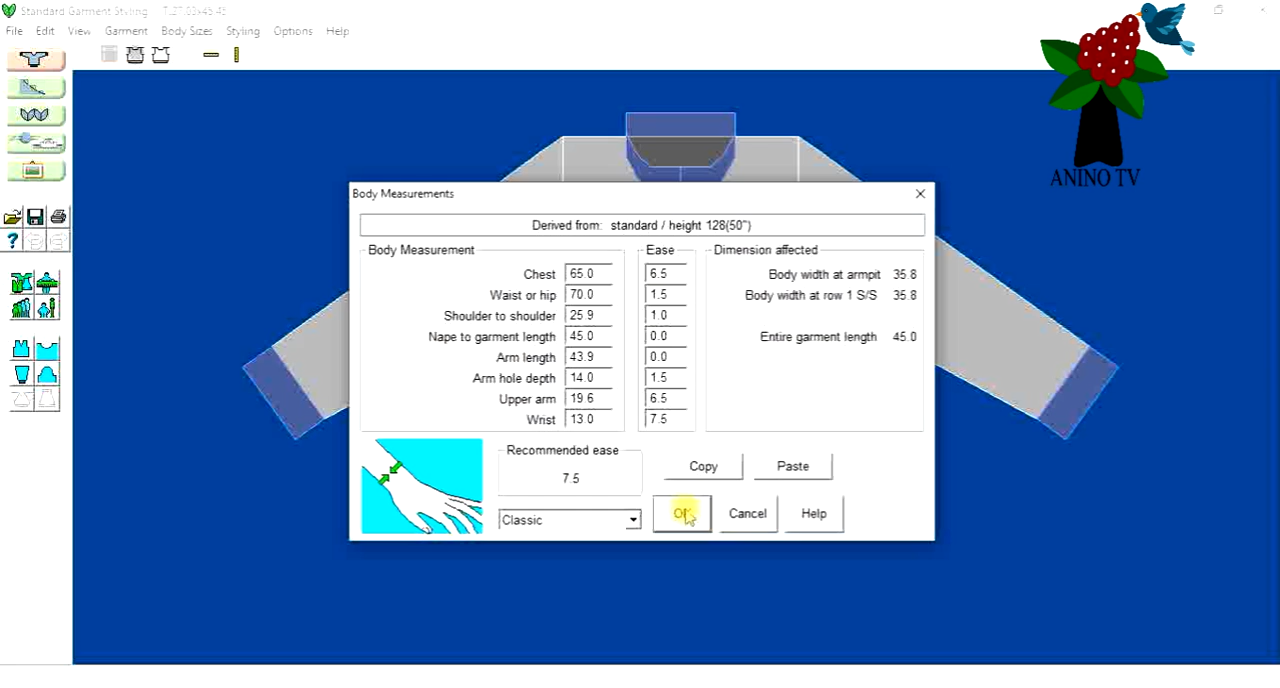 Standard Garment Styling
File Edit View Garment Body Sizes Styling Options Help
ANINO TV
Body Measurements
Derived from: standard / height 128(50")
Body Measurement Ease Dimension affected
Chest 65.0 6.5 Body width at armpit 35.8
Waist or hip 70.0 1.5 Body width at row 1 S/S 35.8
Shoulder to shoulder 25.9 1.0
Nape to garment length 45.0 0.0 Entire garment length 45.0
Arm length 43.9 0.0
Arm hole depth 14.0 1.5
Upper arm 19.6 6.5
Wrist 13.0 7.5
Recommended ease
7.5
Copy Paste
Classic OK Cancel Help